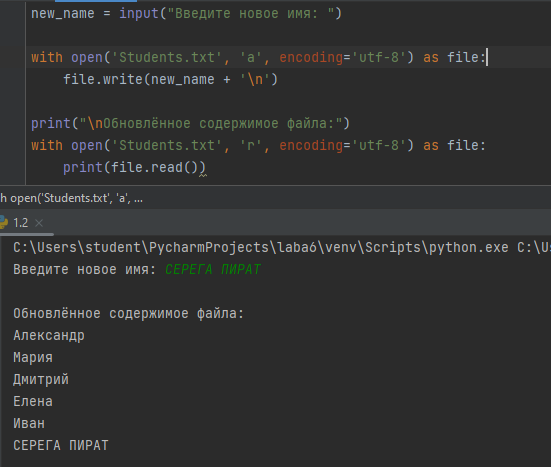 new_name = input("Введите новое имя: ")
with open('Students.txt', 'a', encoding='utf-8') as file:
file.write(new_name + '\n')
print("\nОбновлённое содержимое файла:")
with open('Students.txt', 'r', encoding='utf-8') as file:
print(file.read())
h open('Students.txt', 'a', ...
1.2
C:\Users\student\PycharmProjects\laba6\venv\Scripts\python.exe C:\Us
Введите новое имя: СЕРЕГА ПИРАТ
Обновлённое содержимое файла:
Александр
Мария
Дмитрий
Елена
Иван
СЕРЕГА ПИРАТ